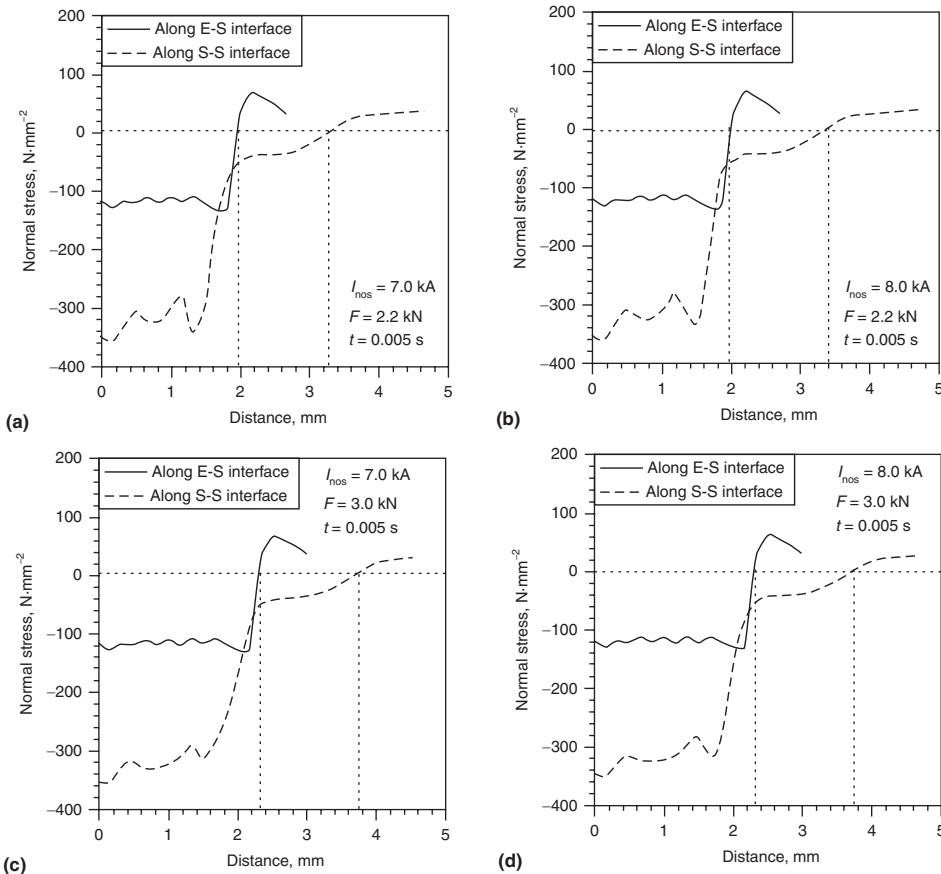 200
100
0
−100
−200
−300
−400
Normal stress, N·mm−2
Along E-S interface
Along S-S interface
Inos = 7.0 kA
F = 2.2 kN
t = 0.005 s
0 1 2 3 4 5
Distance, mm
(a)
200
100
0
−100
−200
−300
−400
Normal stress, N·mm−2
Along E-S interface
Along S-S interface
Inos = 8.0 kA
F = 2.2 kN
t = 0.005 s
0 1 2 3 4 5
Distance, mm
(b)
200
100
0
−100
−200
−300
−400
Normal stress, N·mm−2
Along E-S interface
Along S-S interface
Inos = 7.0 kA
F = 3.0 kN
t = 0.005 s
0 1 2 3 4 5
Distance, mm
(c)
200
100
0
−100
−200
−300
−400
Normal stress, N·mm−2
Along E-S interface
Along S-S interface
Inos = 8.0 kA
F = 3.0 kN
t = 0.005 s
0 1 2 3 4 5
Distance, mm
(d)